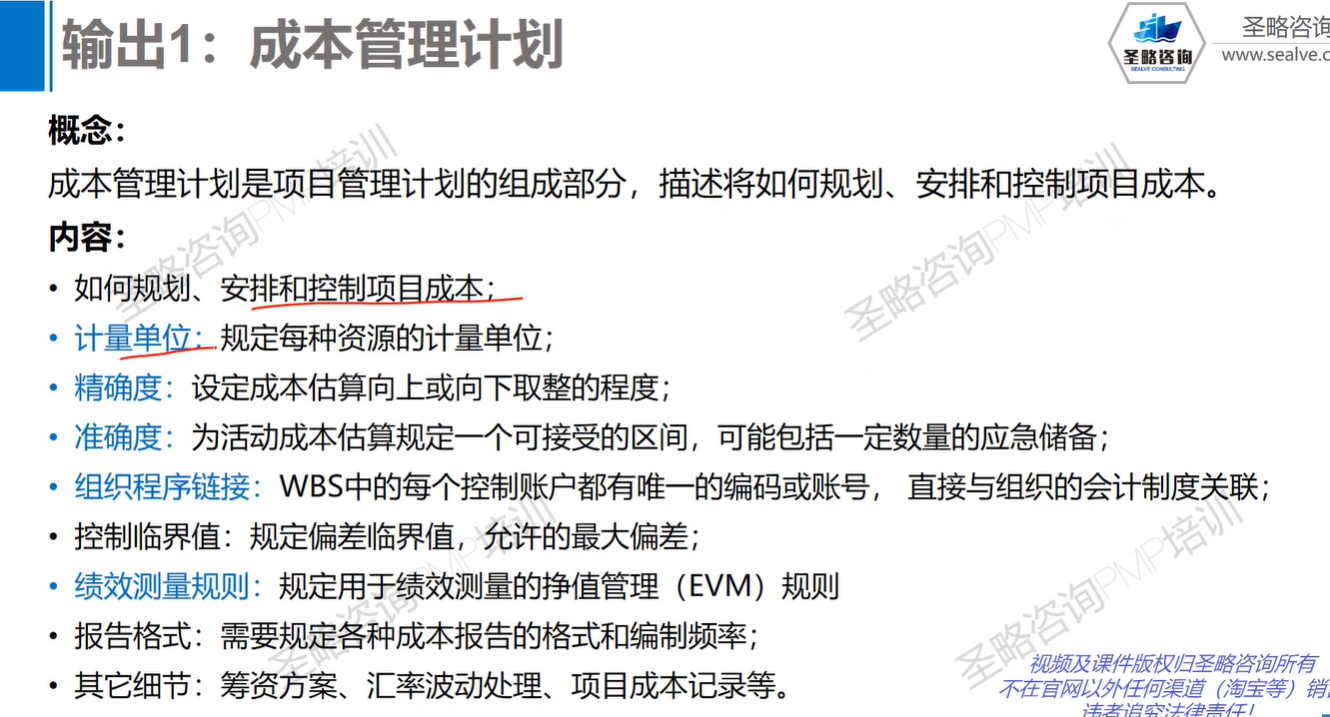 输出1：成本管理计划
圣略咨询
SEALVE CONSULTING
圣略咨询
www.sealve.c
概念：
成本管理计划是项目管理计划的组成部分，描述将如何规划、安排和控制项目成本。
内容：
• 如何规划、安排和控制项目成本；
• 计量单位：规定每种资源的计量单位；
• 精确度：设定成本估算向上或向下取整的程度；
• 准确度：为活动成本估算规定一个可接受的区间，可能包括一定数量的应急储备；
• 组织程序链接：WBS中的每个控制账户都有唯一的编码或账号， 直接与组织的会计制度关联；
• 控制临界值：规定偏差临界值，允许的最大偏差；
• 绩效测量规则：规定用于绩效测量的挣值管理（EVM）规则
• 报告格式：需要规定各种成本报告的格式和编制频率；
• 其它细节：筹资方案、汇率波动处理、项目成本记录等。
圣略咨询PMP培训
圣略咨询PMP培训
圣略咨询PMP培训
圣略咨询PMP培训
视频及课件版权归圣略咨询所有
不在官网以外任何渠道（淘宝等）销
违者追究法律责任！